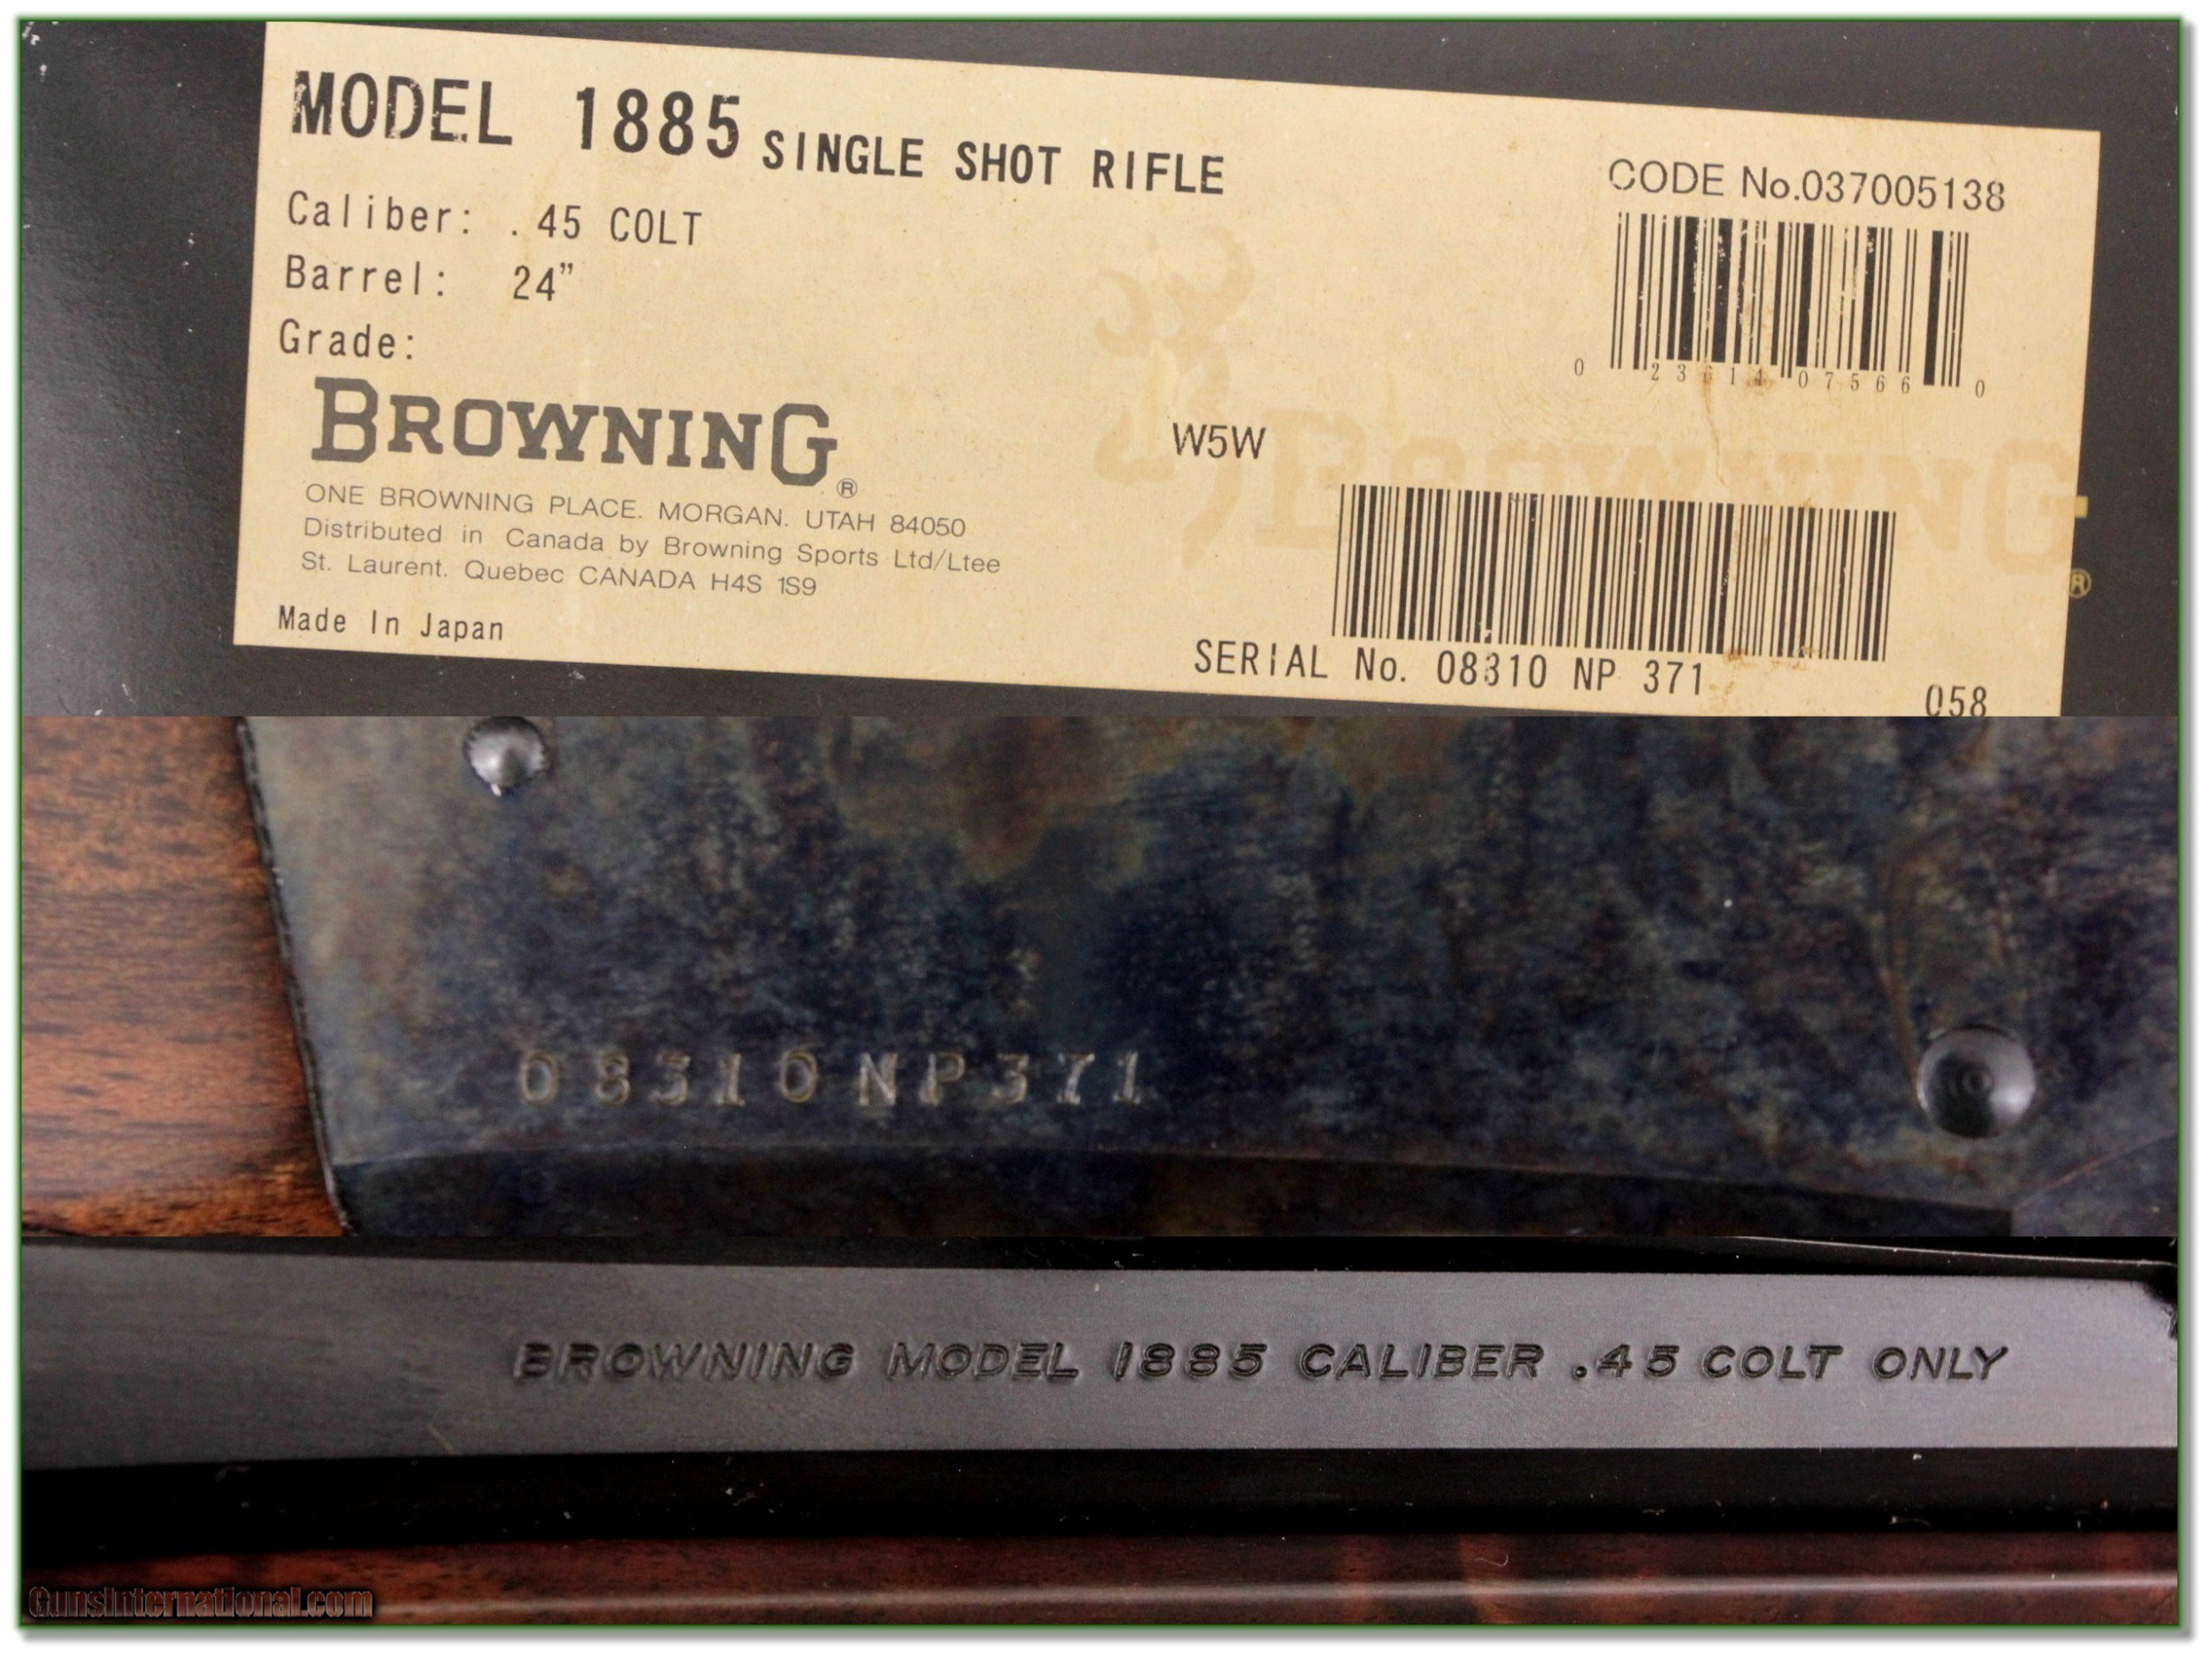 MODEL 1885 SINGLE SHOT RIFLE
CODE No.037005138
Caliber: .45 COLT
Barrel: 24"
Grade:
0 23614 07566 0
BROWNING®
W5W
BROWNING®
ONE BROWNING PLACE. MORGAN. UTAH 84050
Distributed in Canada by Browning Sports Ltd/Ltee
St. Laurent. Quebec CANADA H4S 1S9
Made In Japan
SERIAL No. 08310 NP 371
058
08310NP371
BROWNING MODEL 1885 CALIBER .45 COLT ONLY
GunsInternational.com